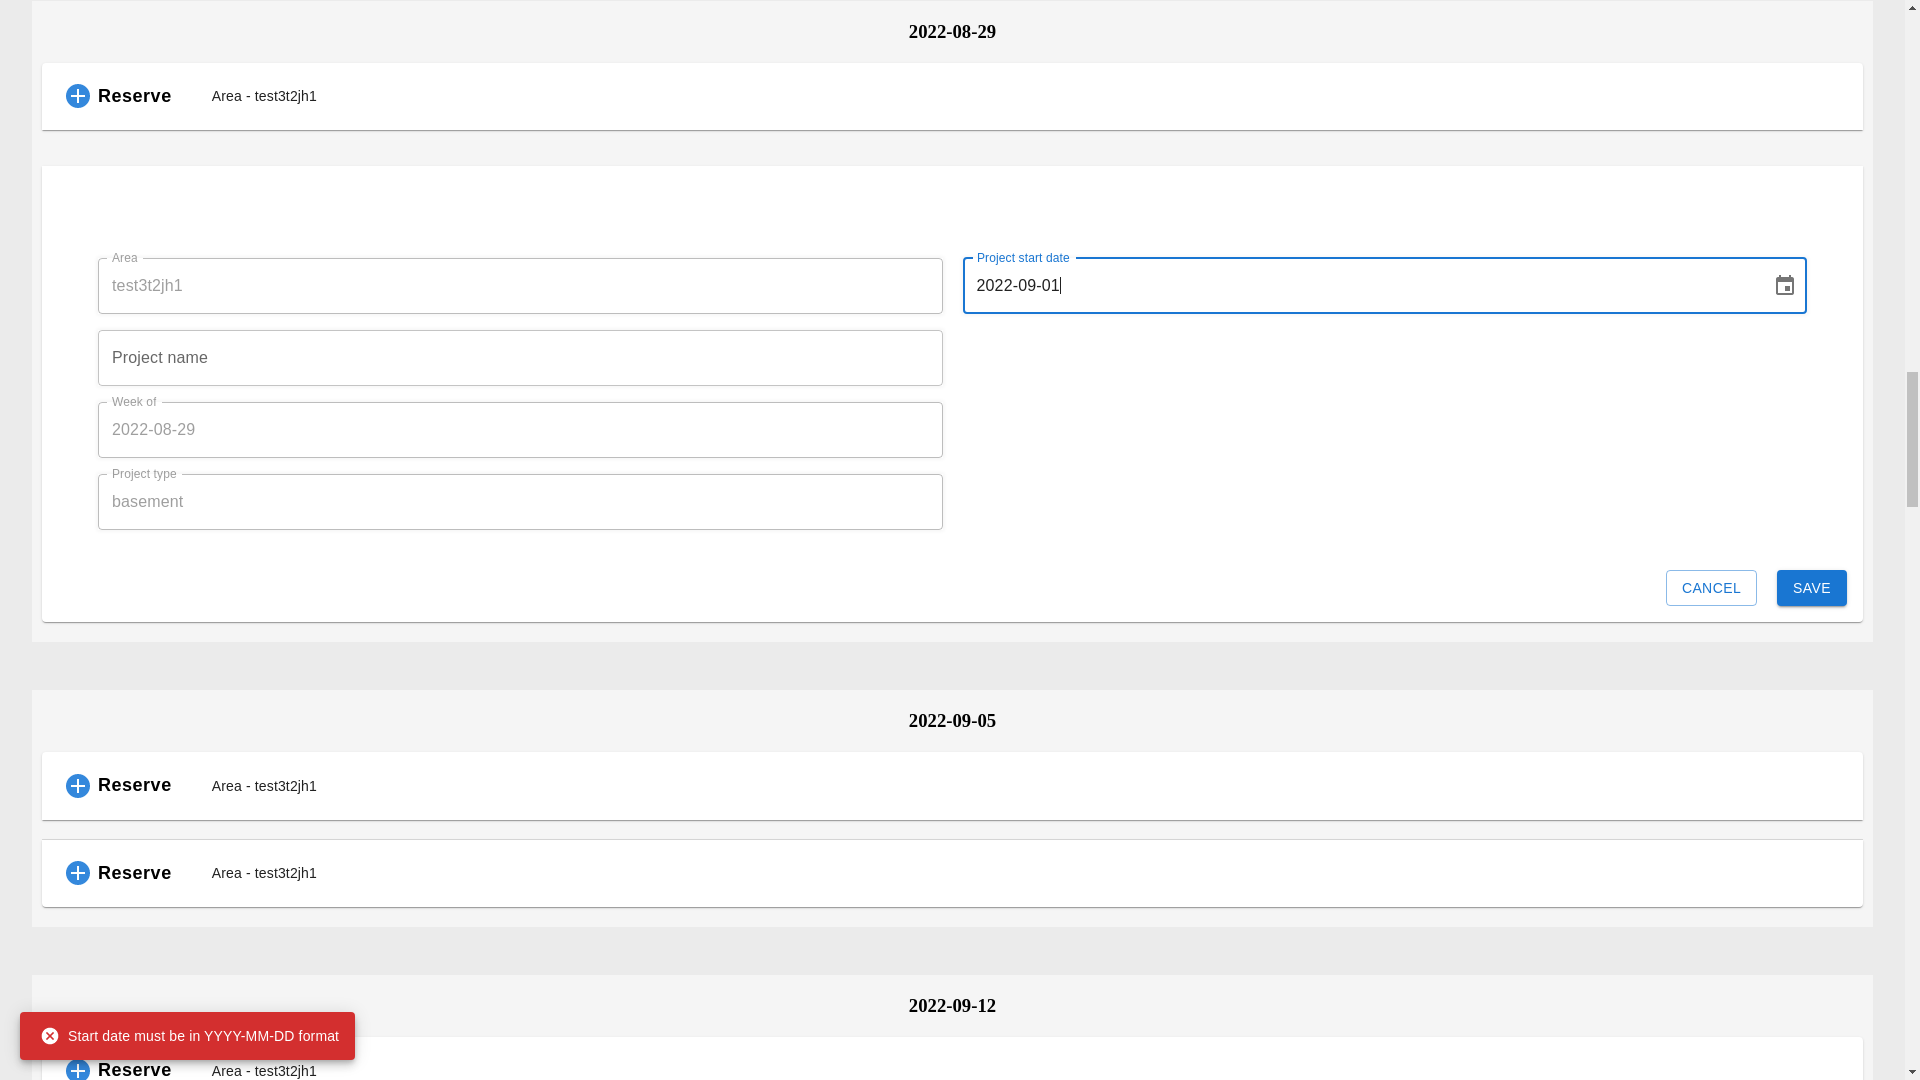 2022-08-29
Reserve Area - test3t2jh1
Area
test3t2jh1
Project start date
2022-09-01
Project name
Week of
2022-08-29
Project type
basement
CANCEL SAVE
2022-09-05
Reserve Area - test3t2jh1
Reserve Area - test3t2jh1
2022-09-12
Start date must be in YYYY-MM-DD format
Reserve Area - test3t2jh1